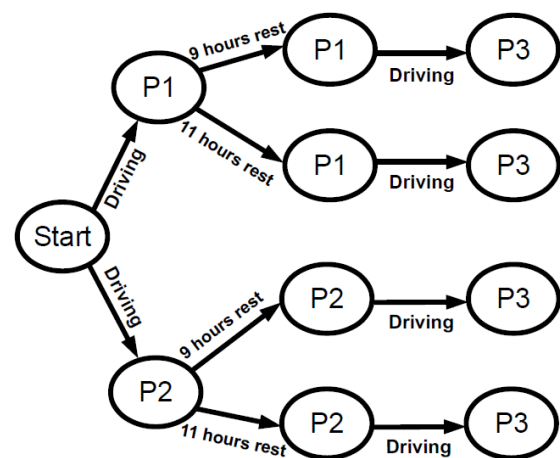 9 hours rest
P1
Driving
P3
P1
11 hours rest
P1
Driving
P3
Driving
Start
Driving
9 hours rest
P2
Driving
P3
P2
11 hours rest
P2
Driving
P3